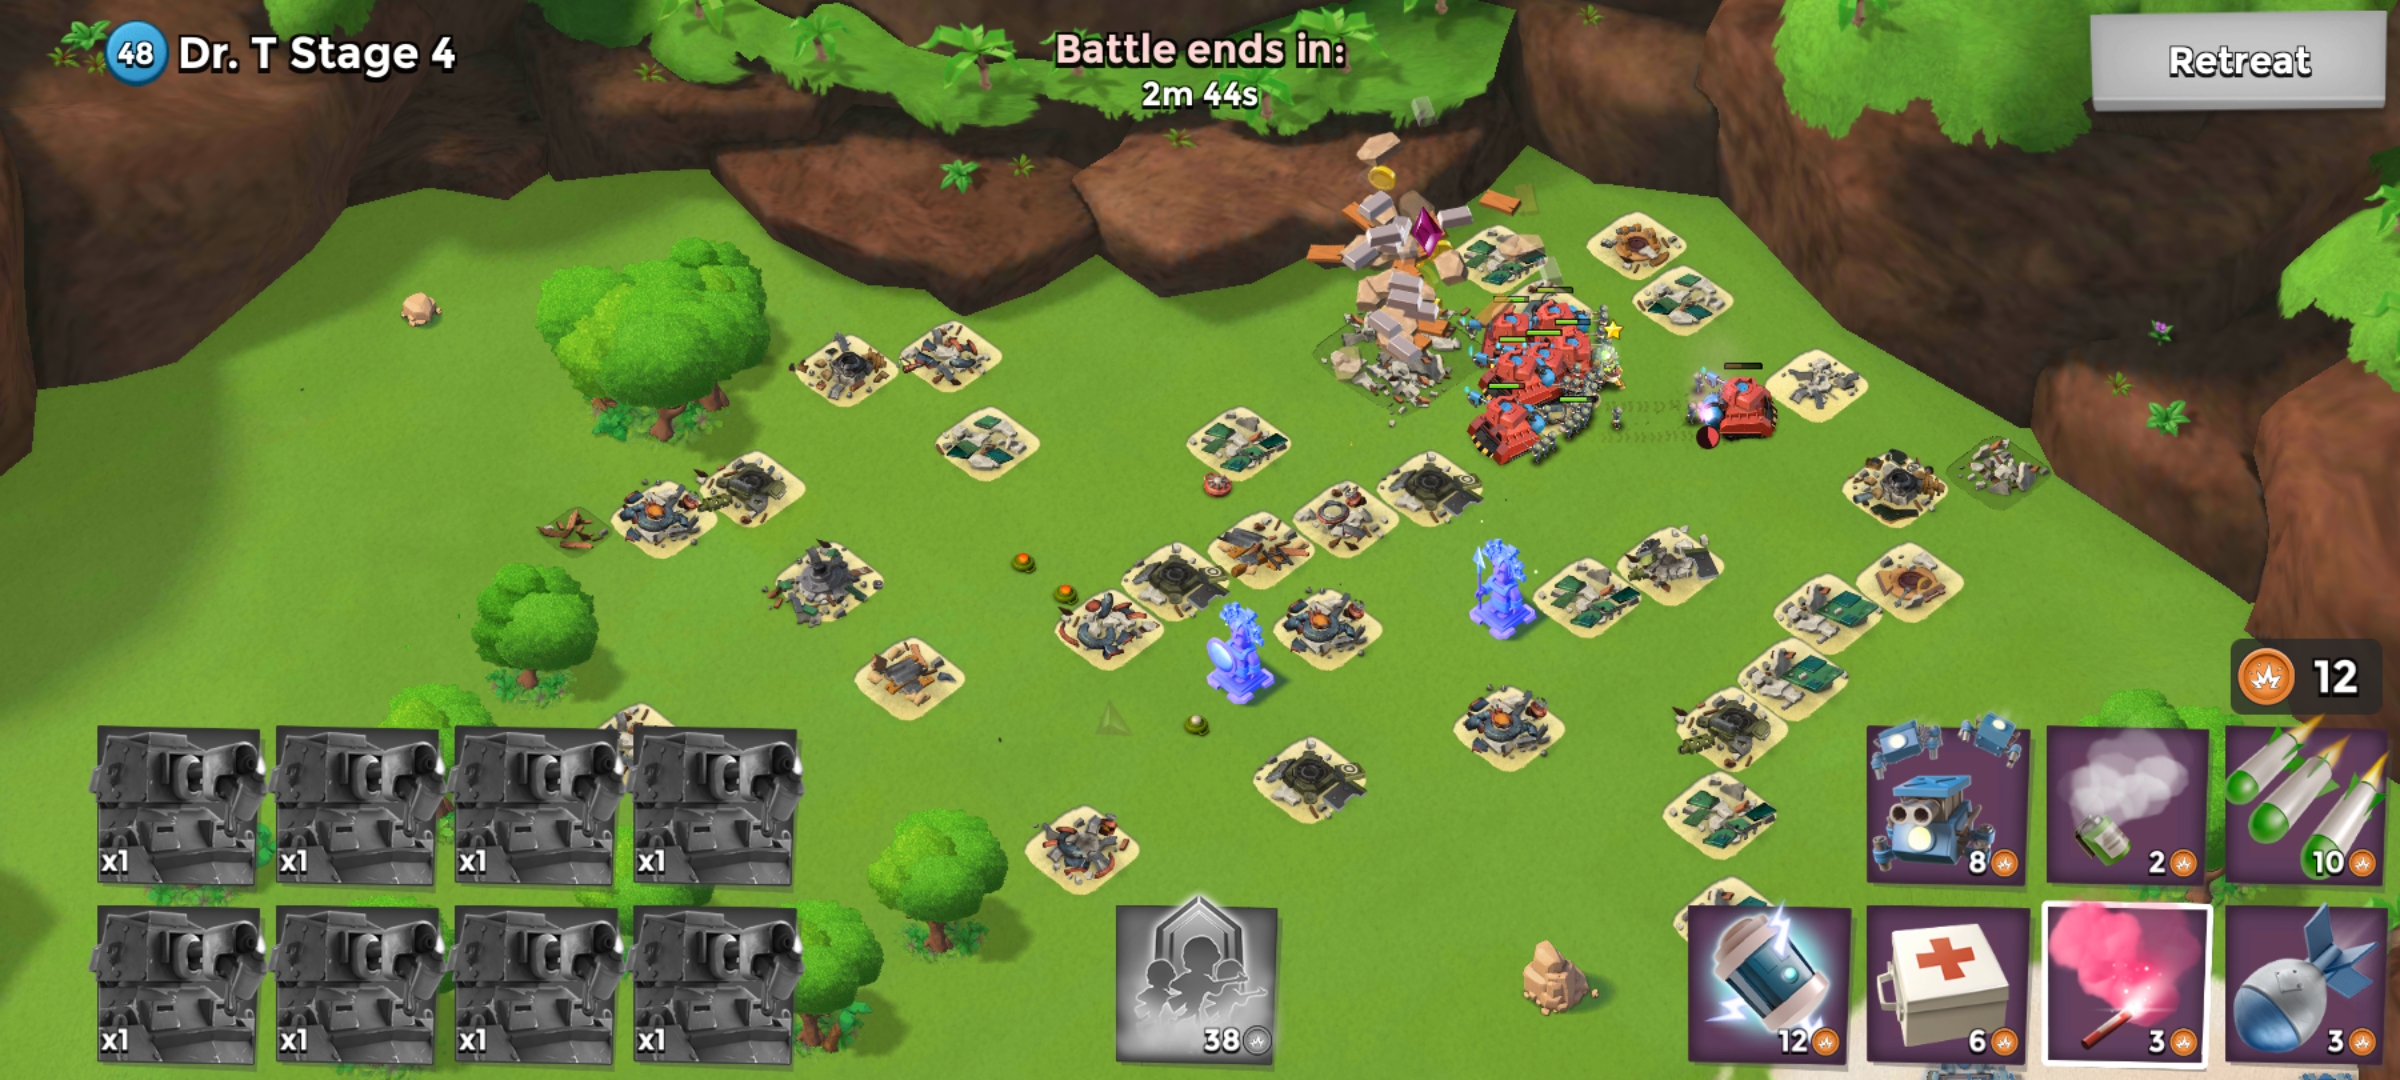 48 Dr. T Stage 4
Battle ends in:
2m 44s
Retreat
12
x1 x1 x1 x1
8 2 10
x1 x1 x1 x1
38
12 6 3 3